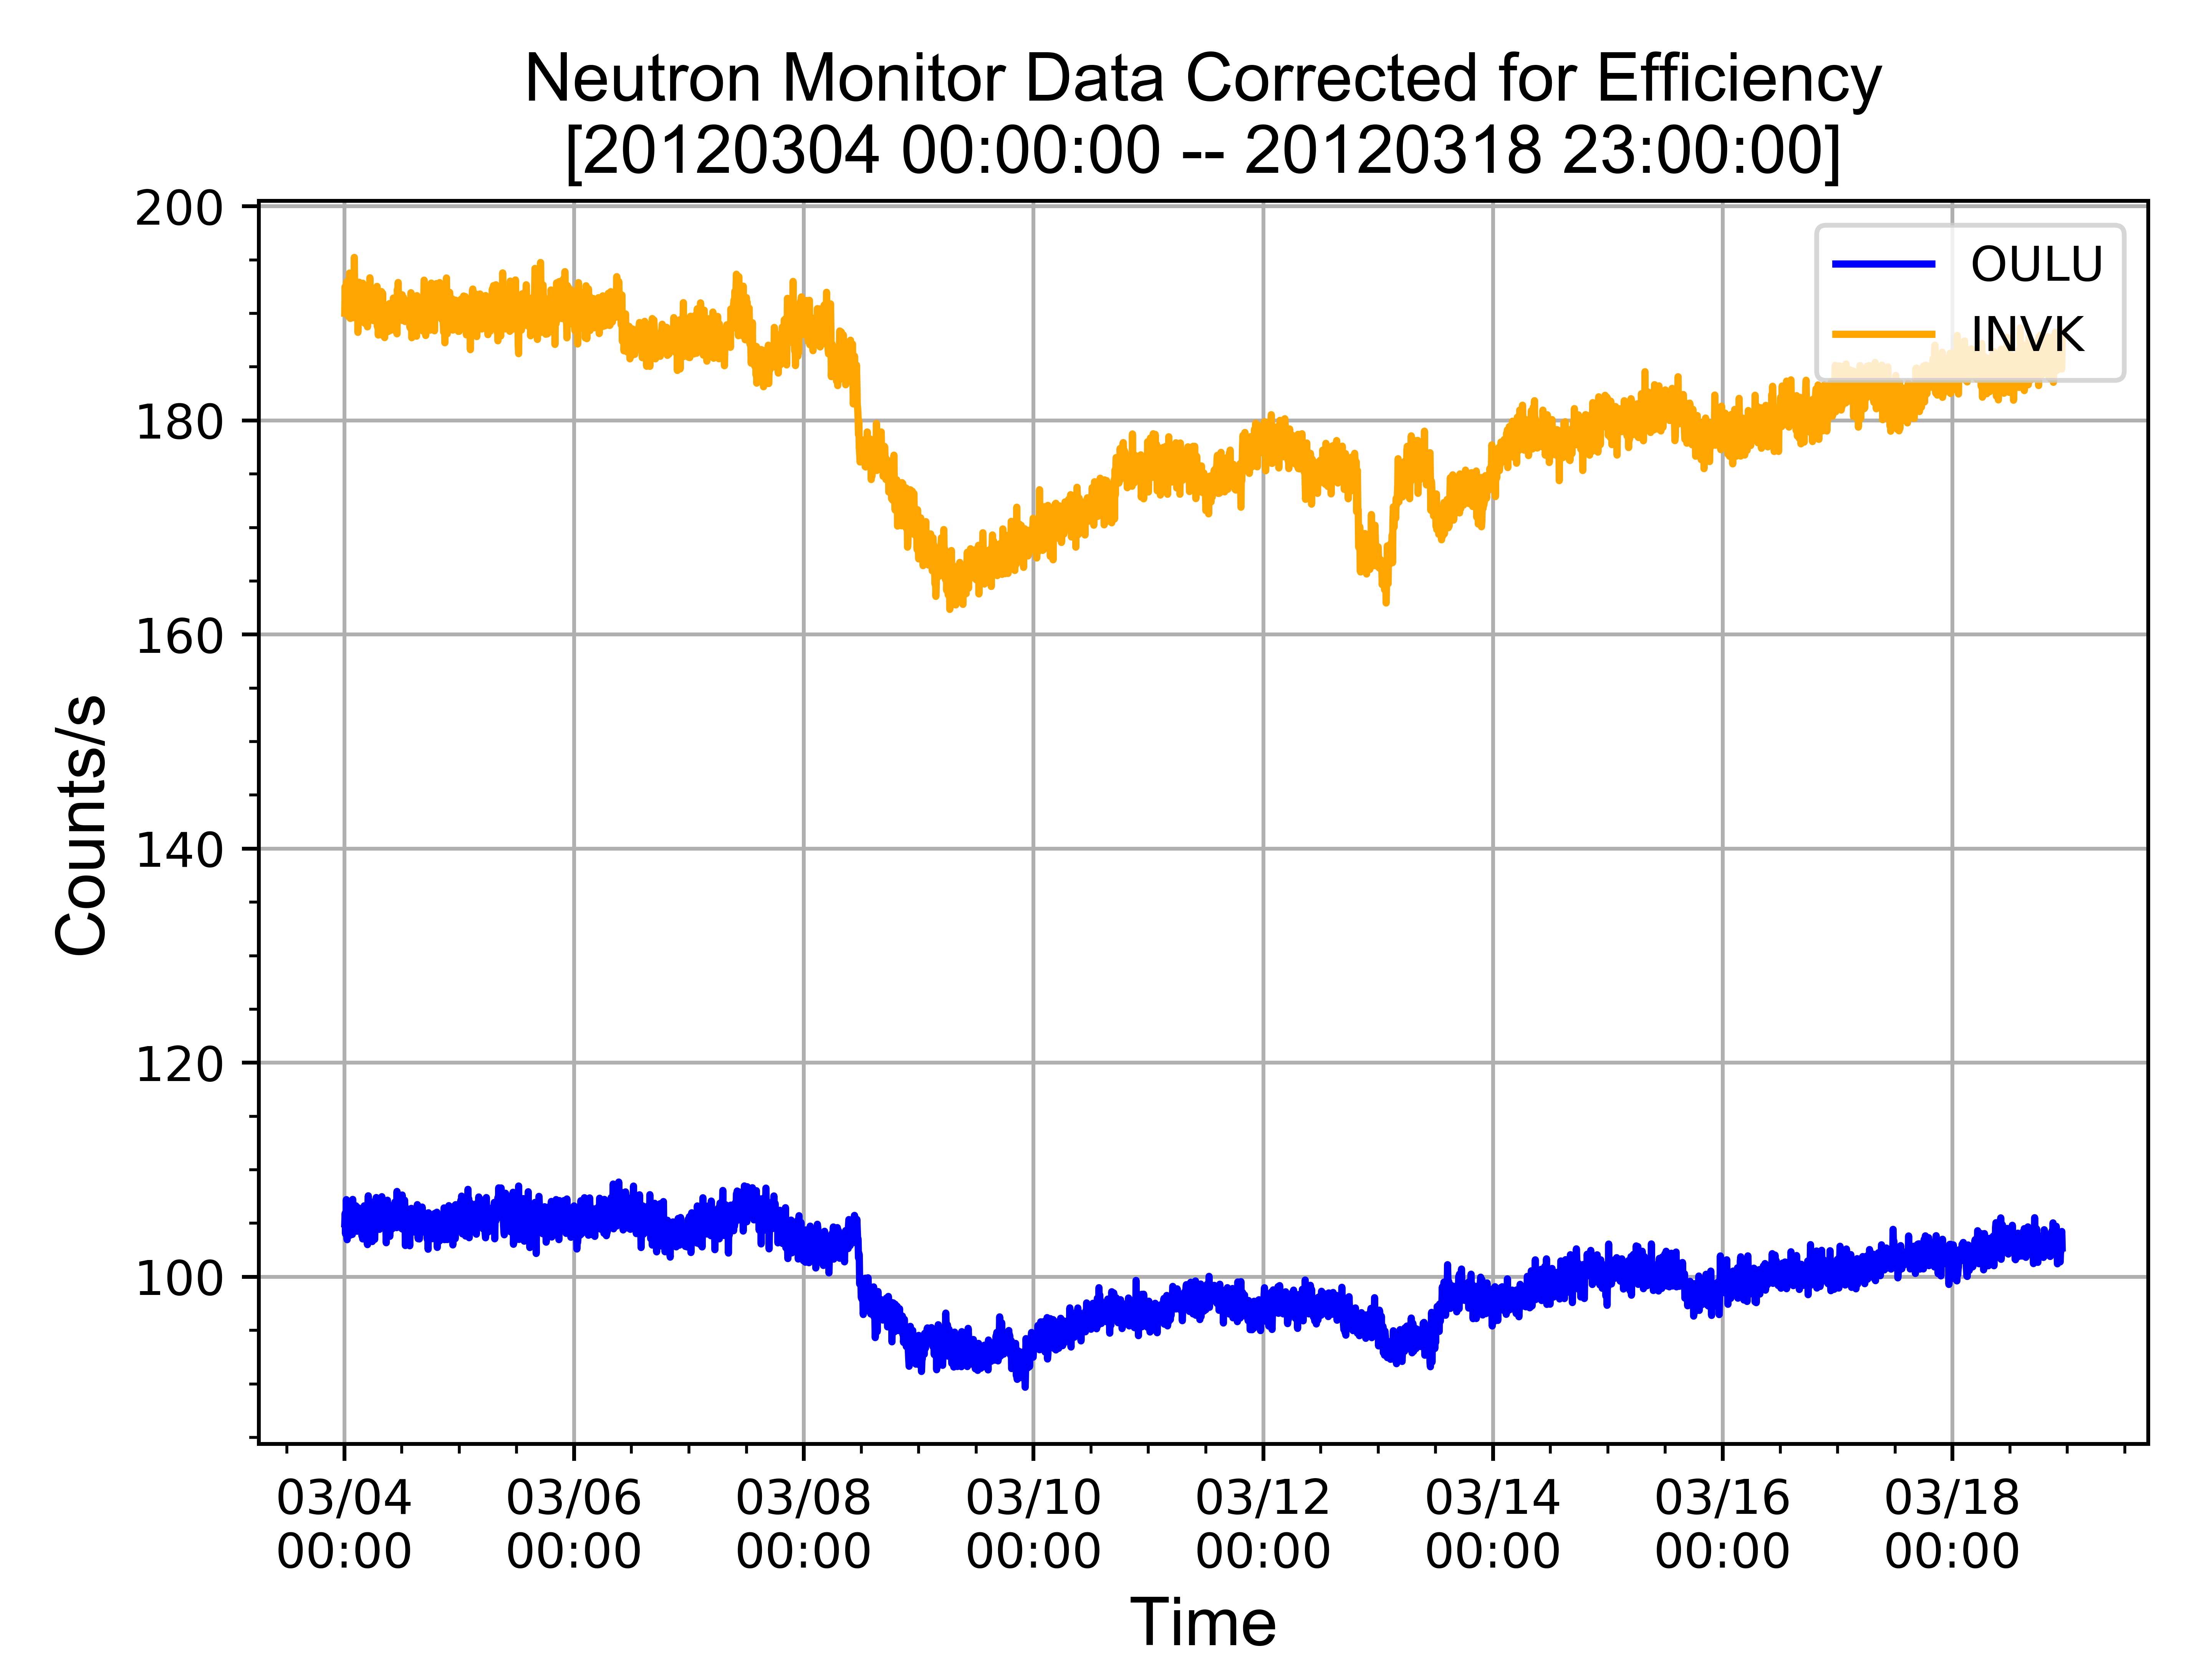 Neutron Monitor Data Corrected for Efficiency
[20120304 00:00:00 -- 20120318 23:00:00]
200
180
160
140
120
100
Counts/s
OULU
INVK
03/04 03/06 03/08 03/10 03/12 03/14 03/16 03/18
00:00 00:00 00:00 00:00 00:00 00:00 00:00 00:00
Time